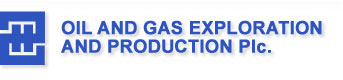 OIL AND GAS EXPLORATION
AND PRODUCTION Plc.